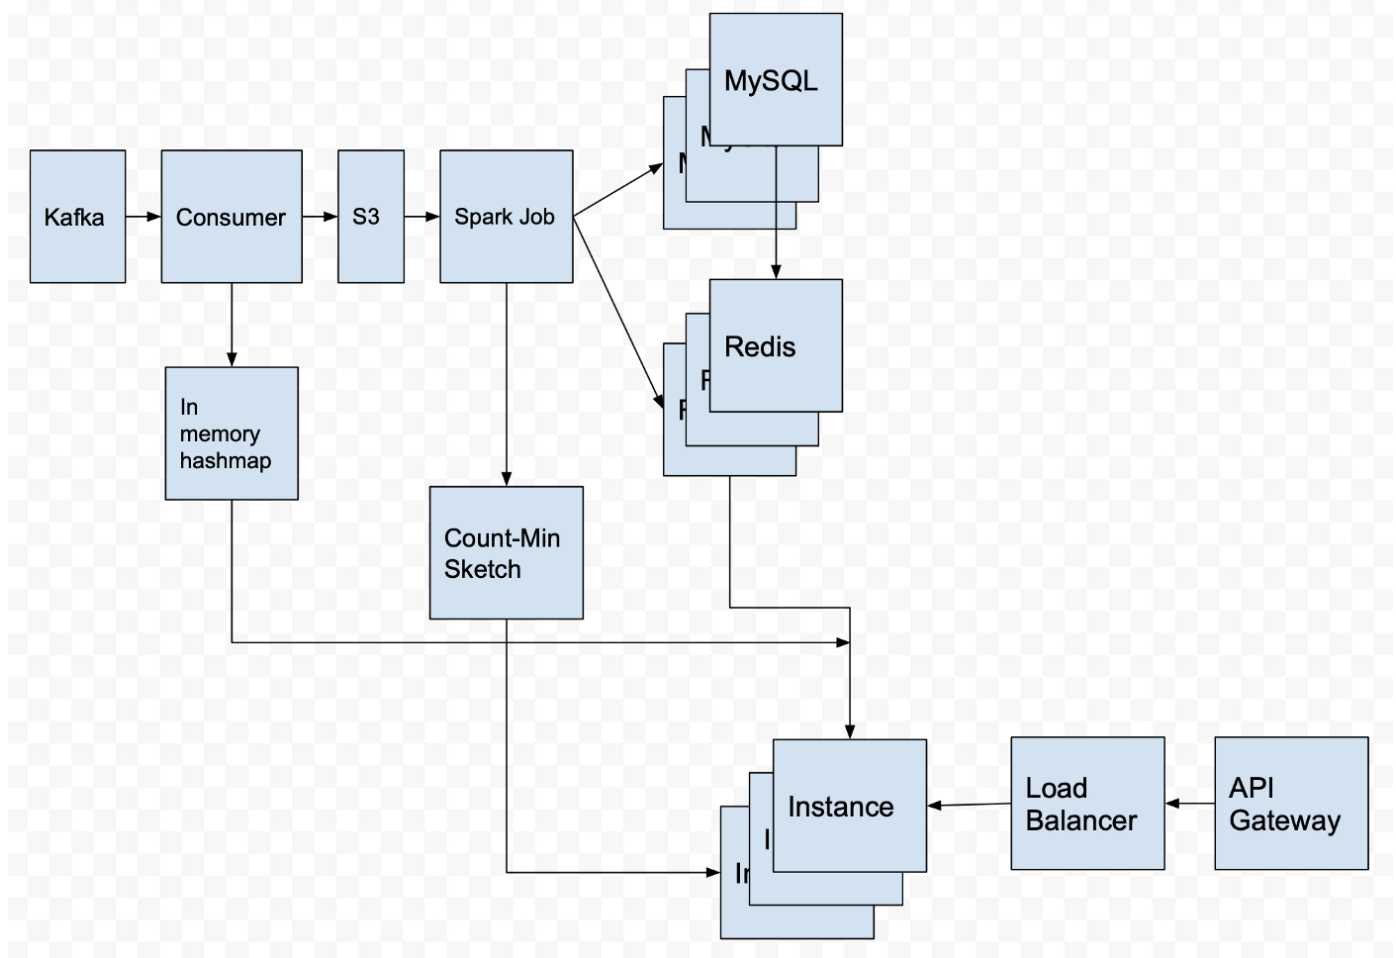 MySQL
Kafka
Consumer
S3
Spark Job
Redis
In
memory
hashmap
Count-Min
Sketch
Instance
Load
Balancer
API
Gateway